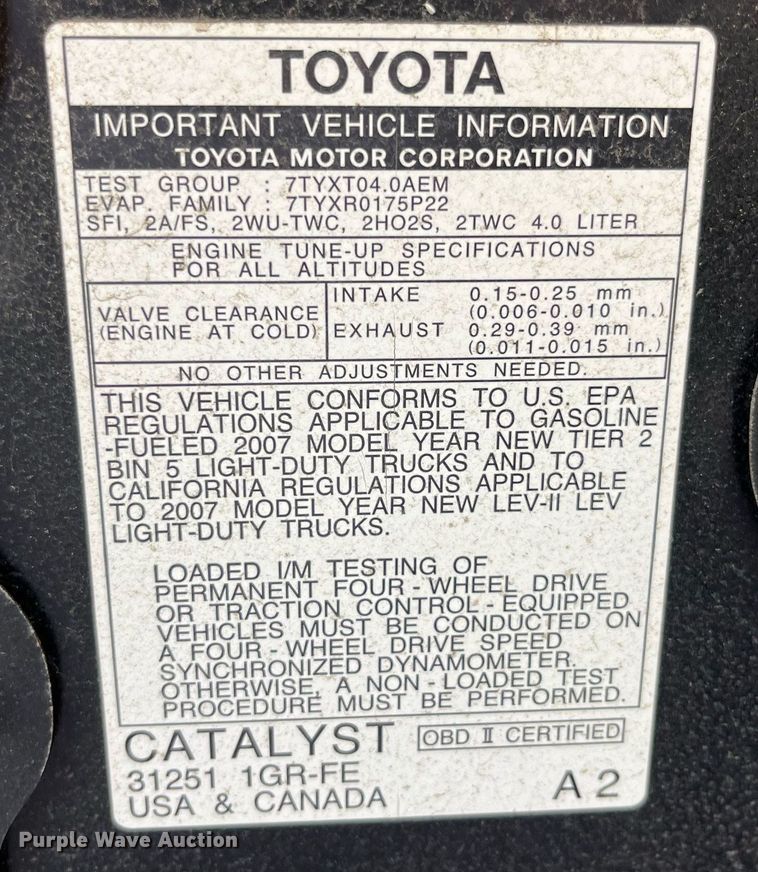 TOYOTA
IMPORTANT VEHICLE INFORMATION
TOYOTA MOTOR CORPORATION
TEST GROUP : 7TYXT04.0AEM
EVAP. FAMILY : 7TYXR0175P22
SFI, 2A/FS, 2WU-TWC, 2HO2S, 2TWC 4.0 LITER
ENGINE TUNE-UP SPECIFICATIONS
FOR ALL ALTITUDES
VALVE CLEARANCE
(ENGINE AT COLD)
INTAKE 0.15-0.25 mm
(0.006-0.010 in.)
EXHAUST 0.29-0.39 mm
(0.011-0.015 in.)
NO OTHER ADJUSTMENTS NEEDED.
THIS VEHICLE CONFORMS TO U.S. EPA
REGULATIONS APPLICABLE TO GASOLINE
-FUELED 2007 MODEL YEAR NEW TIER 2
BIN 5 LIGHT-DUTY TRUCKS AND TO
CALIFORNIA REGULATIONS APPLICABLE
TO 2007 MODEL YEAR NEW LEV-II LEV
LIGHT-DUTY TRUCKS.
LOADED I/M TESTING OF
PERMANENT FOUR-WHEEL DRIVE
OR TRACTION CONTROL-EQUIPPED
VEHICLES MUST BE CONDUCTED ON
A FOUR-WHEEL DRIVE SPEED
SYNCHRONIZED DYNAMOMETER.
OTHERWISE, A NON-LOADED TEST
PROCEDURE MUST BE PERFORMED.
CATALYST OBD II CERTIFIED
31251 1GR-FE
USA & CANADA A2
Purple Wave Auction